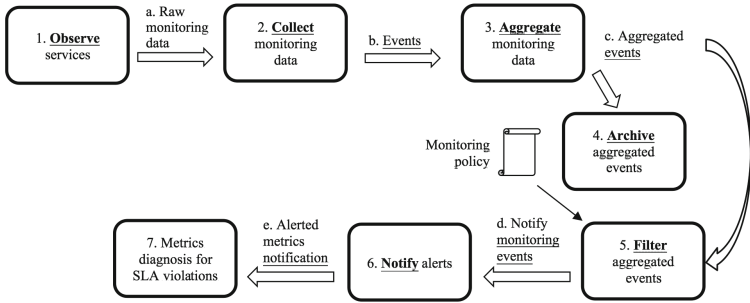 1. Observe
services
a. Raw
monitoring
data
2. Collect
monitoring
data
b. Events
3. Aggregate
monitoring
data
c. Aggregated
events
4. Archive
aggregated
events
Monitoring
policy
5. Filter
aggregated
events
d. Notify
monitoring
events
6. Notify alerts
e. Alerted
metrics
notification
7. Metrics
diagnosis for
SLA violations